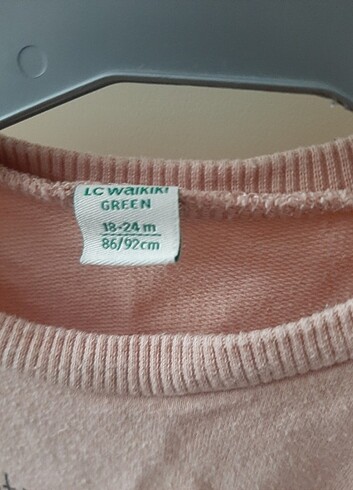 LC Waikiki
GREEN
18-24 m
86/92cm